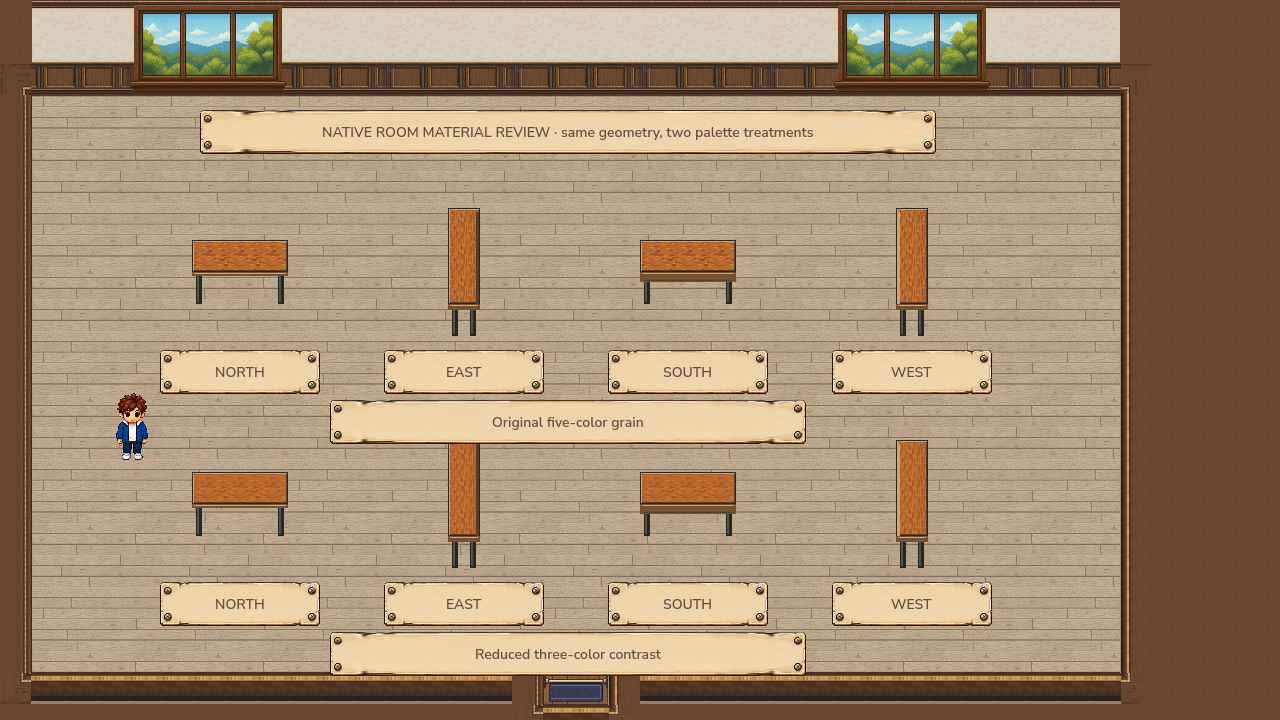 NATIVE ROOM MATERIAL REVIEW · same geometry, two palette treatments
NORTH
EAST
SOUTH
WEST
Original five-color grain
NORTH
EAST
SOUTH
WEST
Reduced three-color contrast